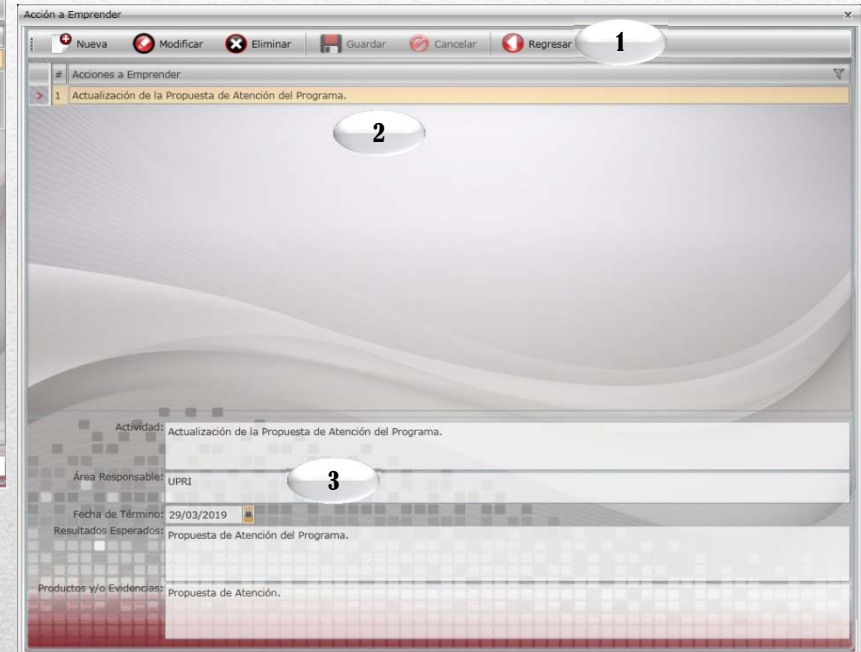 Acción a Emprender x
Nueva Modificar Eliminar Guardar Cancelar Regresar 1
# Acciones a Emprender
> 1 Actualización de la Propuesta de Atención del Programa.
2
Actividad: Actualización de la Propuesta de Atención del Programa.
Área Responsable: UPRI 3
Fecha de Término: 29/03/2019
Resultados Esperados: Propuesta de Atención del Programa.
Productos y/o Evidencias: Propuesta de Atención.